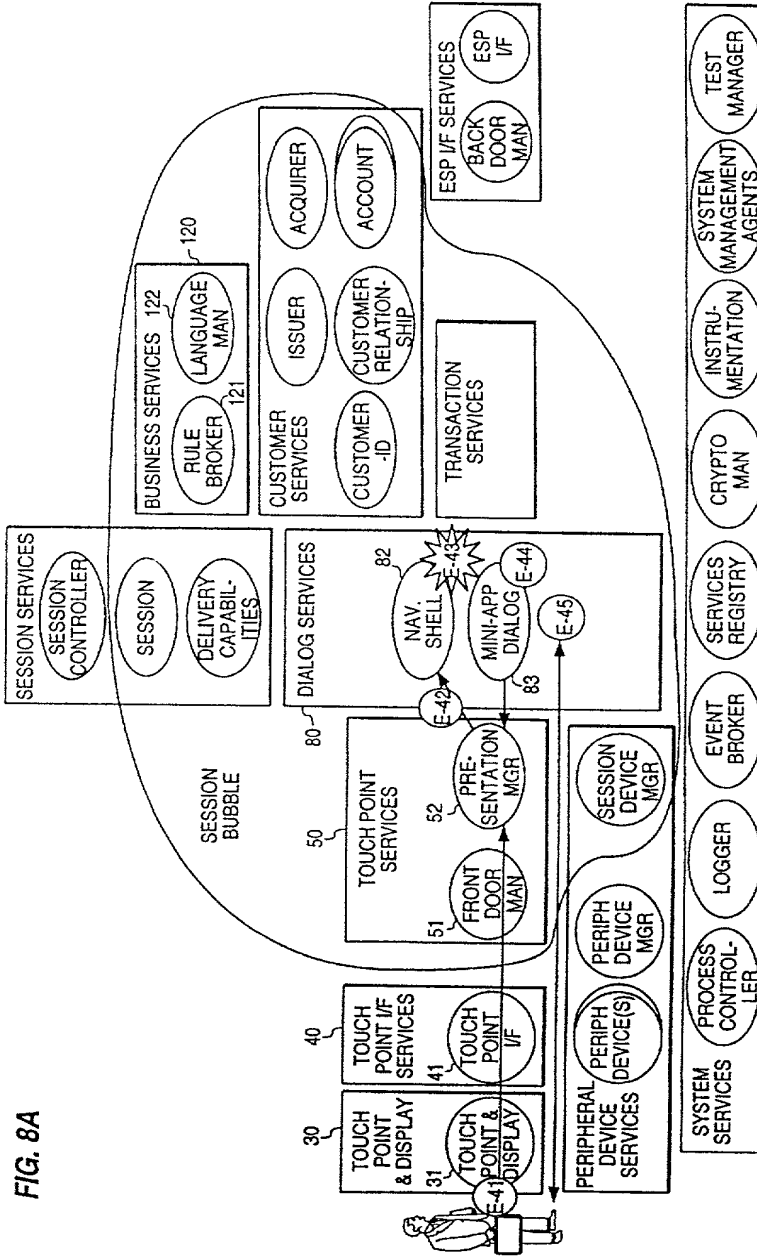 FIG. 8A
SESSION SERVICES
SESSION
CONTROLLER
SESSION
DELIVERY
CAPABIL-
ITIES
BUSINESS SERVICES
120
122
RULE
BROKER
121
LANGUAGE
MAN
SESSION
BUBBLE
CUSTOMER
SERVICES
ISSUER
ACQUIRER
CUSTOMER
-ID
CUSTOMER
RELATION-
SHIP
ACCOUNT
30
TOUCH
POINT
& DISPLAY
31
TOUCH
POINT &
DISPLAY
E-41
40
TOUCH
POINT I/F
SERVICES
41
TOUCH
POINT
I/F
50
TOUCH POINT
SERVICES
51
FRONT
DOOR
MAN
52
PRE-
SENTATION
MGR
E-42
80
DIALOG SERVICES
82
NAV.
SHELL
E-43
MINI-APP
DIALOG
E-44
83
E-45
TRANSACTION
SERVICES
ESP I/F SERVICES
BACK
DOOR
MAN
ESP
I/F
PERIPHERAL
DEVICE
SERVICES
PERIPH
DEVICE(S)
PERIPH
DEVICE
MGR
SESSION
DEVICE
MGR
SYSTEM
SERVICES
PROCESS
CONTROL-
LER
LOGGER
EVENT
BROKER
SERVICES
REGISTRY
CRYPTO
MAN
INSTRU-
MENTATION
SYSTEM
MANAGEMENT
AGENTS
TEST
MANAGER